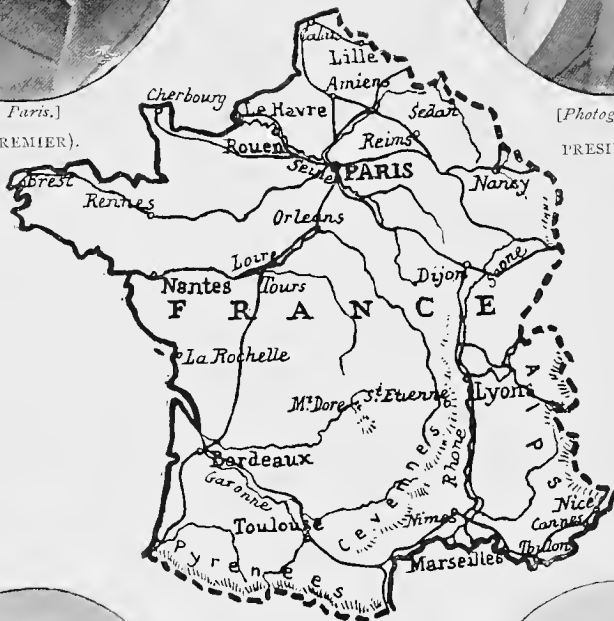 Paris.]
REMIER).
[Photog
PRESI
Calais
Lille
Amiens
Cherbourg
Le Havre
Sedan
Rouen
Reims
Seine
PARIS
Nancy
Brest
Rennes
Orleans
Loire
Dijon
Saone
Nantes
Tours
FRANCE
La Rochelle
Mt. Dore
St. Etienne
Lyon
ALPS
Bordeaux
Garonne
Cevennes
Rhone
Nice
Cannes
Toulouse
Nimes
Toulon
Marseilles
Pyrenees